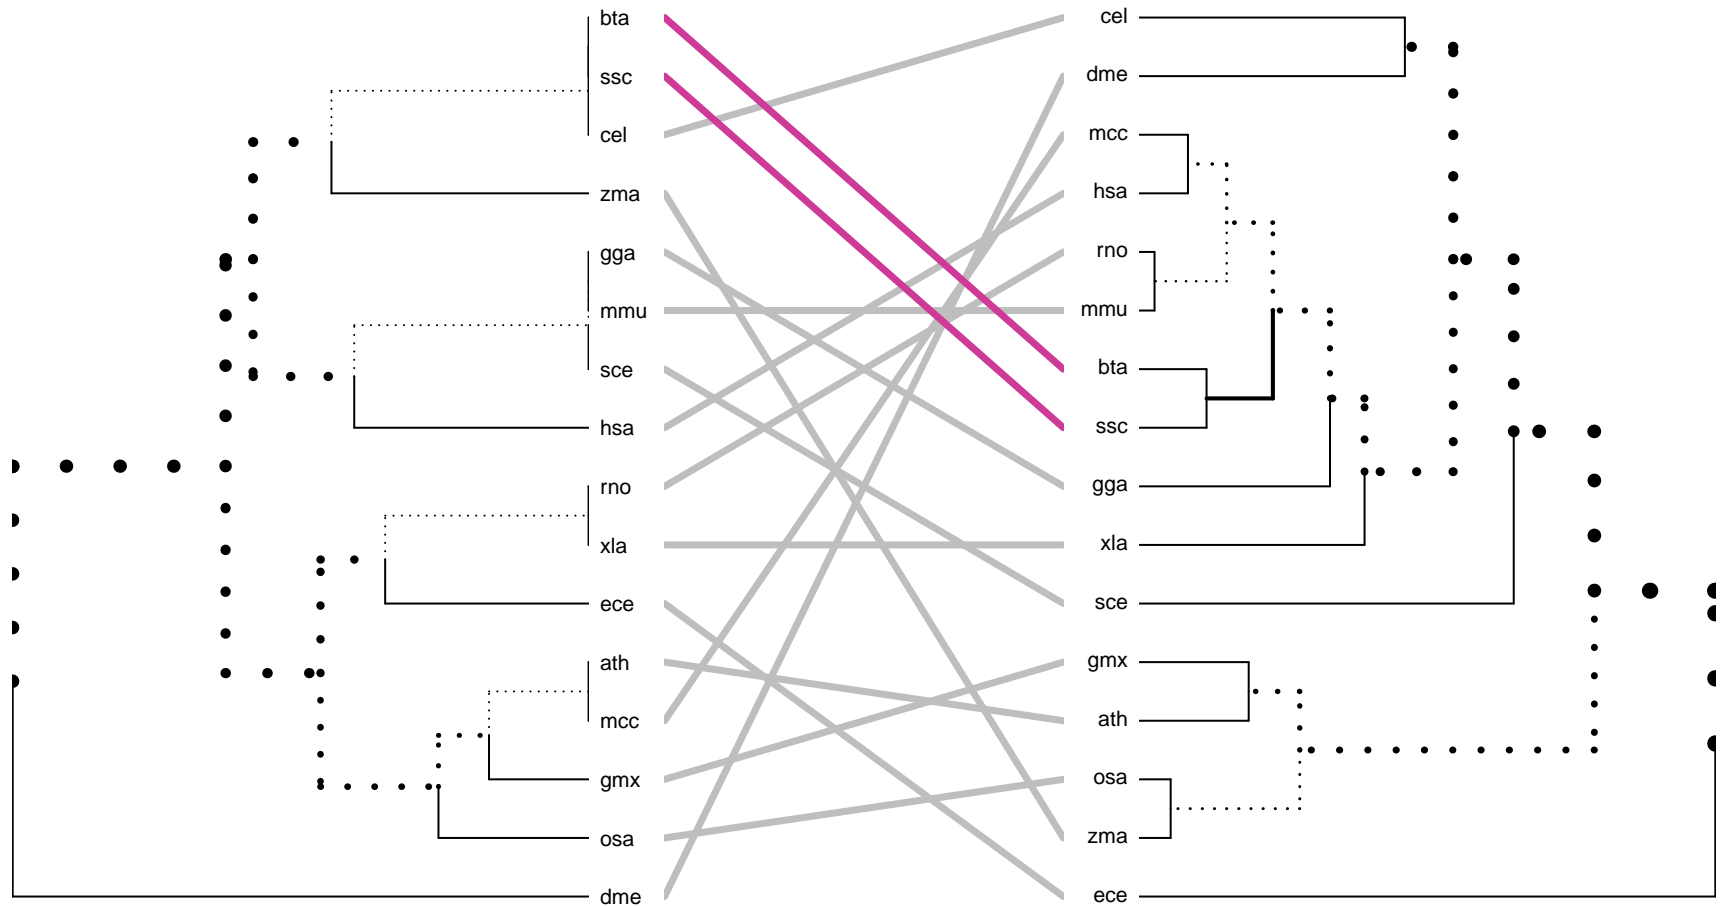 bta
ssc
cel
zma
gga
mmu
sce
hsa
rno
xla
ece
ath
mcc
gmx
osa
dme
cel
dme
mcc
hsa
rno
mmu
bta
ssc
gga
xla
sce
gmx
ath
osa
zma
ece